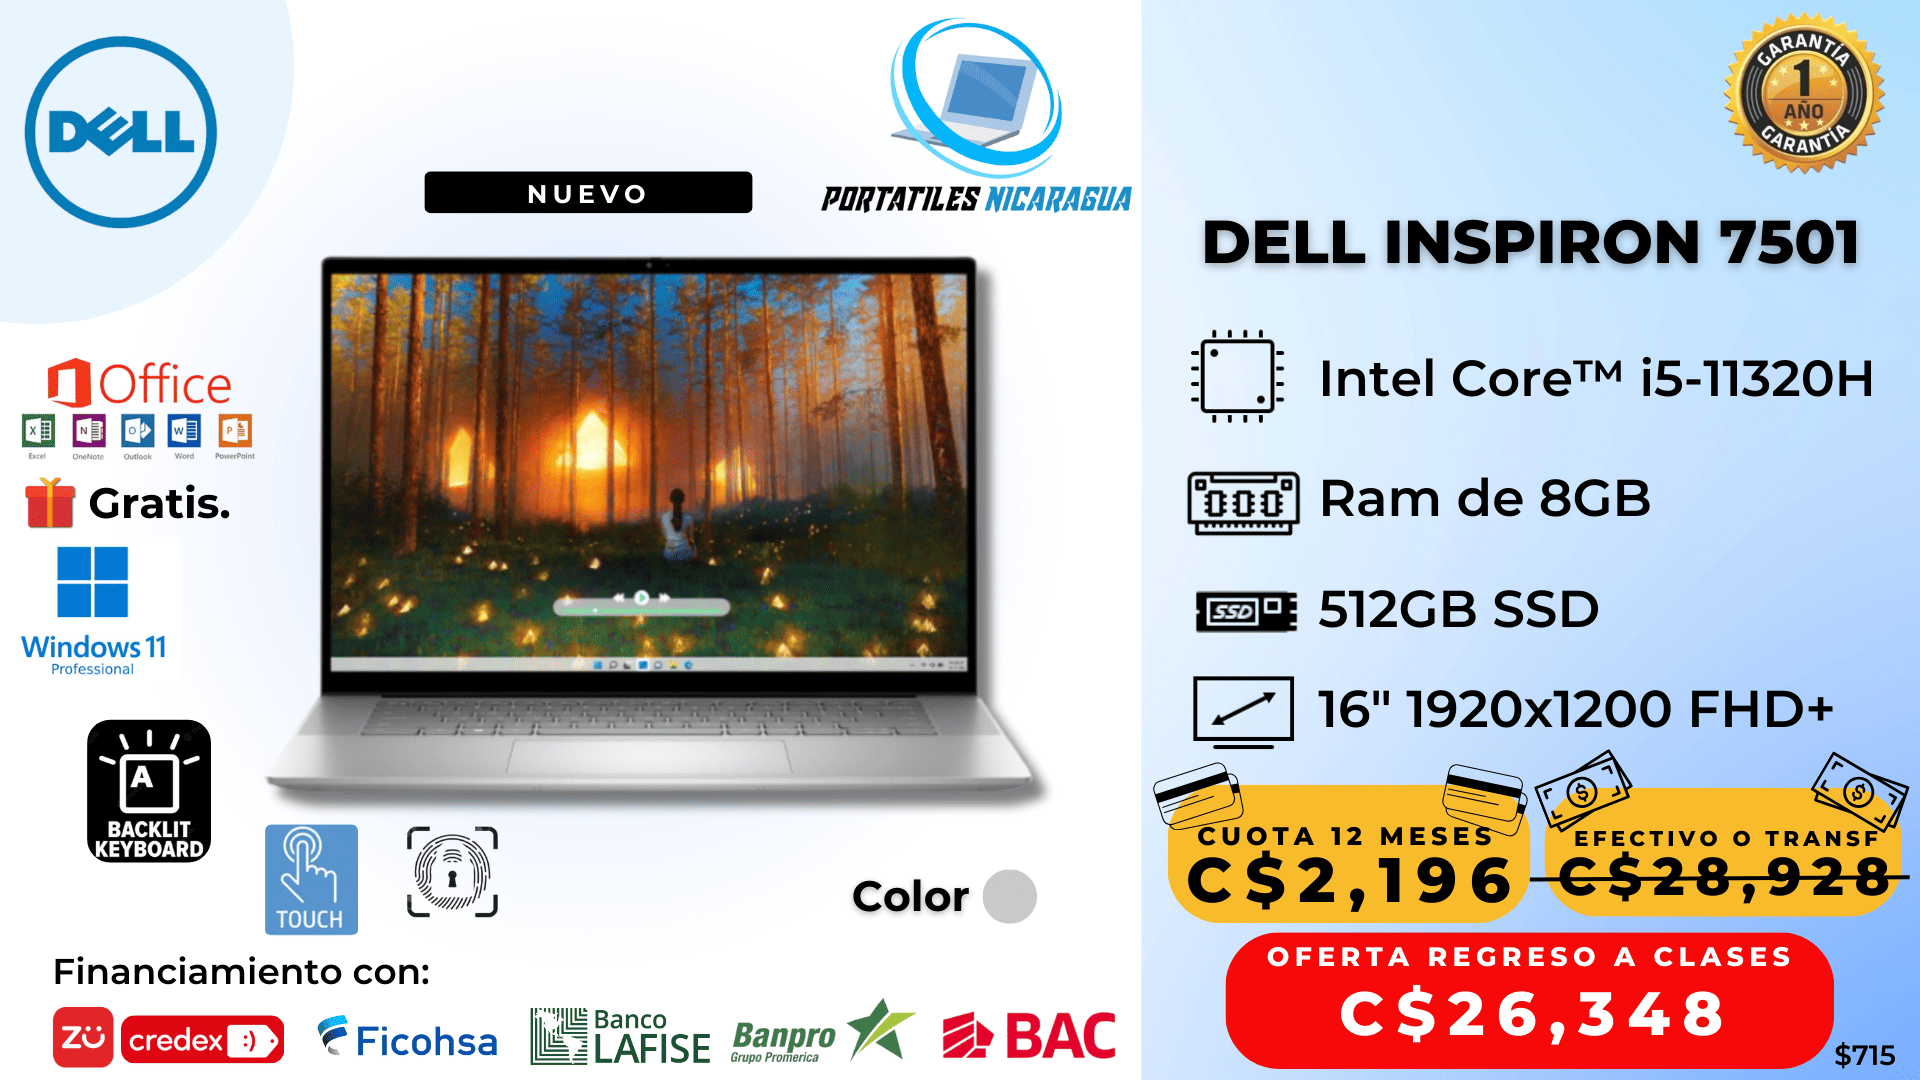 DELL
NUEVO
PORTATILES NICARAGUA
Office
Excel
OneNote
Outlook
Word
PowerPoint
Gratis.
Windows 11
Professional
A
BACKLIT
KEYBOARD
TOUCH
Color
Financiamiento con:
zü
credex
Ficohsa
Banco
LAFISE
Banpro
Grupo Promerica
BAC
GARANTÍA
1
AÑO
GARANTÍA
DELL INSPIRON 7501
Intel Core™ i5-11320H
Ram de 8GB
SSD
512GB SSD
16" 1920x1200 FHD+
CUOTA 12 MESES
C$2,196
EFECTIVO O TRANSF
C$28,928
OFERTA REGRESO A CLASES
C$26,348
$715